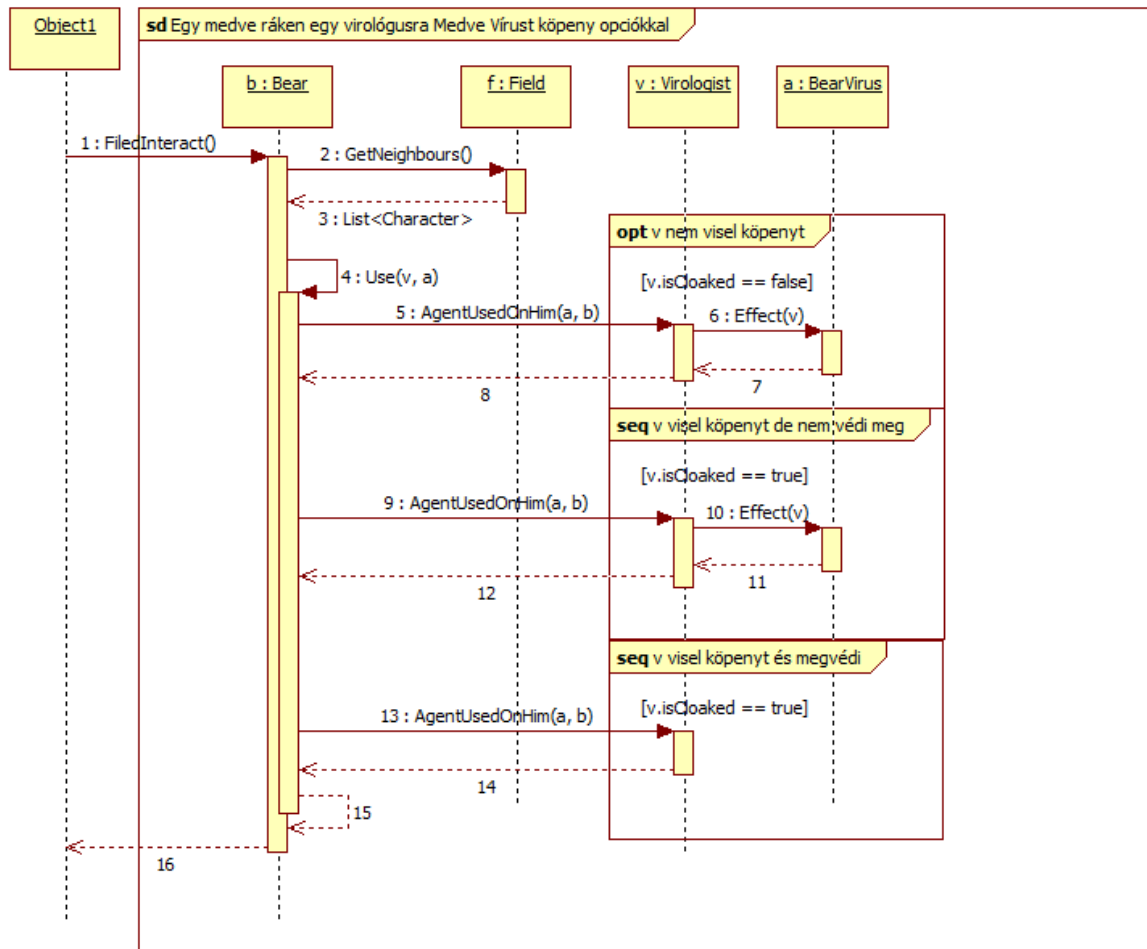 Object1
sd Egy medve ráken egy virológusra Medve Vírust köpeny opciókkal
b : Bear
f : Field
v : Virologist
a : BearVirus
1 : FiledInteract()
2 : GetNeighbours()
3 : List<Character>
opt v nem visel köpenyt
4 : Use(v, a)
[v.isCloaked == false]
5 : AgentUsedOnHim(a, b)
6 : Effect(v)
7
8
seq v visel köpenyt de nem védi meg
[v.isCloaked == true]
9 : AgentUsedOnHim(a, b)
10 : Effect(v)
11
12
seq v visel köpenyt és megvédi
[v.isCloaked == true]
13 : AgentUsedOnHim(a, b)
14
15
16